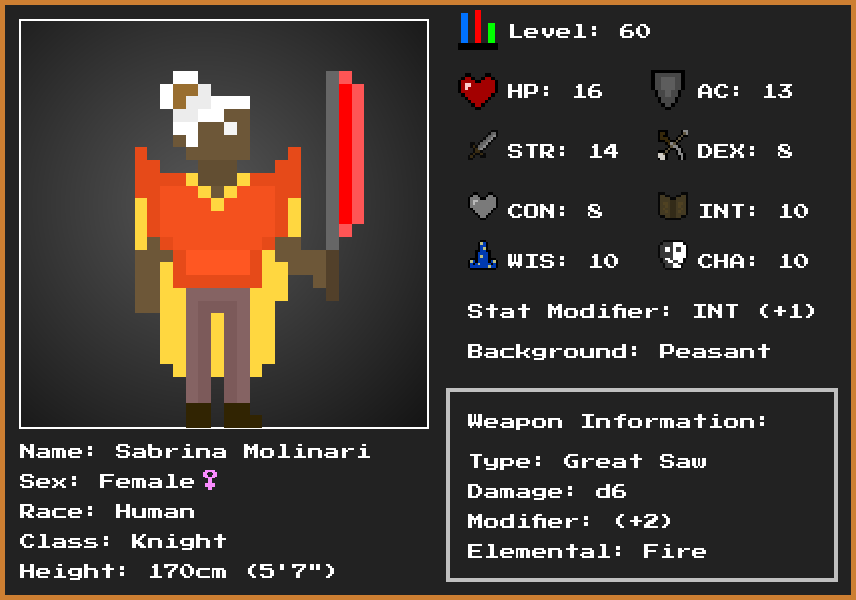 Level: 60
HP: 16
AC: 13
STR: 14
DEX: 8
CON: 8
INT: 10
WIS: 10
CHA: 10
Stat Modifier: INT (+1)
Background: Peasant
Name: Sabrina Molinari
Sex: Female♀
Race: Human
Class: Knight
Height: 170cm (5'7")
Weapon Information:
Type: Great Saw
Damage: d6
Modifier: (+2)
Elemental: Fire